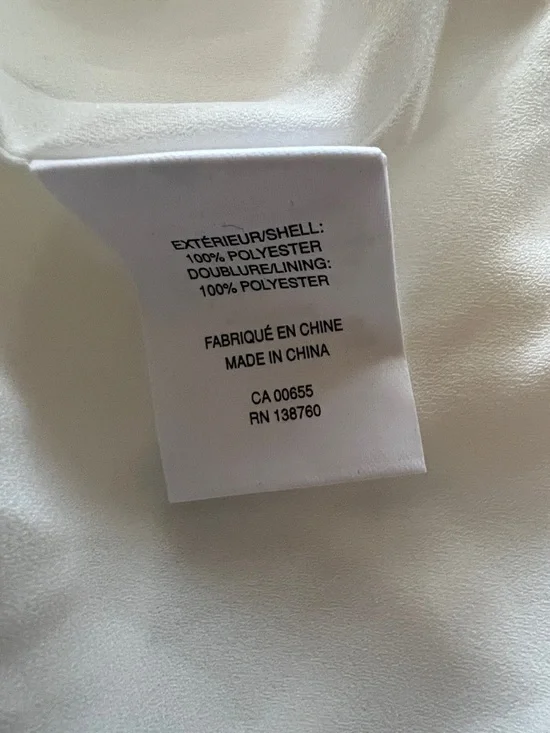 EXTÉRIEUR/SHELL:
100% POLYESTER
DOUBLURE/LINING:
100% POLYESTER
FABRIQUÉ EN CHINE
MADE IN CHINA
CA 00655
RN 138760